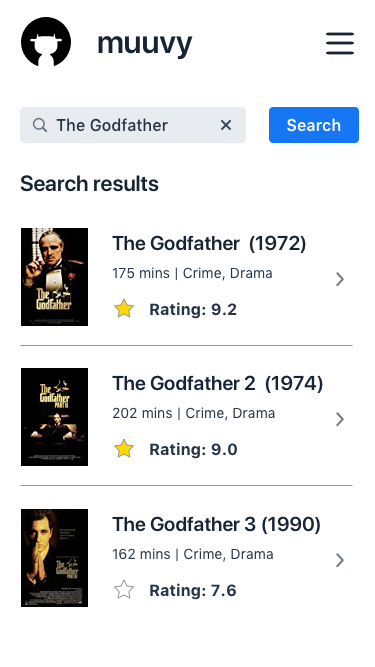 muuvy
The Godfather
Search
Search results
The
Godfather
The Godfather (1972)
175 mins | Crime, Drama
Rating: 9.2
The
Godfather
PART II
The Godfather 2 (1974)
202 mins | Crime, Drama
Rating: 9.0
The
Godfather
PART III
The Godfather 3 (1990)
162 mins | Crime, Drama
Rating: 7.6